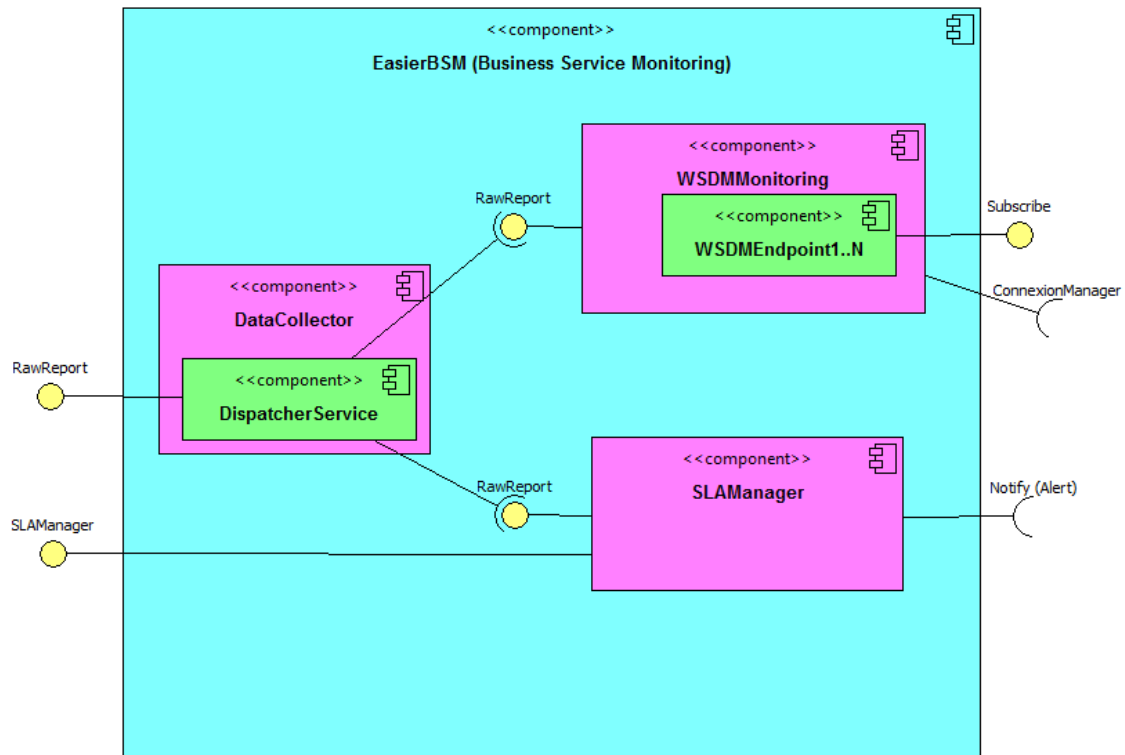 <<component>>
EasierBSM (Business Service Monitoring)
<<component>>
WSDMMonitoring
RawReport
<<component>>
WSDMEndpoint1..N
Subscribe
<<component>>
DataCollector
ConnexionManager
RawReport
<<component>>
DispatcherService
<<component>>
SLAManager
RawReport
Notify (Alert)
SLAManager